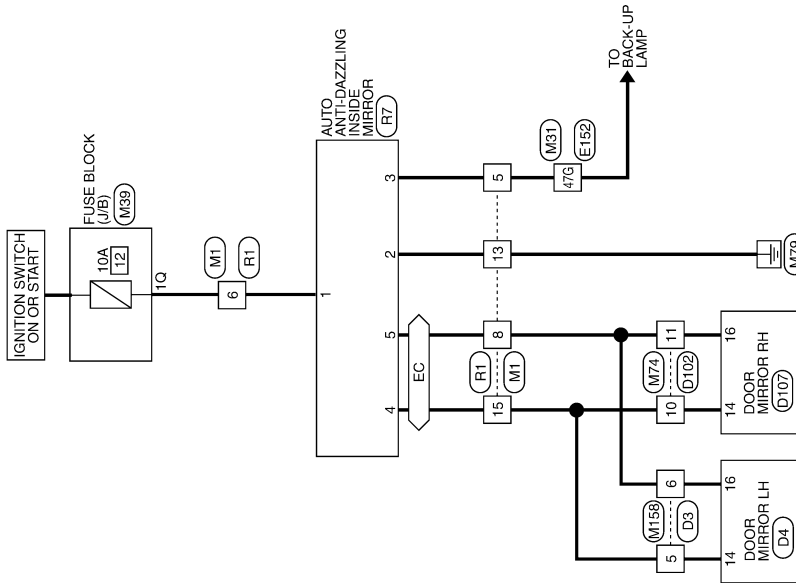 IGNITION SWITCH
ON OR START
FUSE BLOCK
(J/B)
M39
10A
12
1Q
M1
6
R1
1
AUTO
ANTI-DAZZLING
INSIDE
MIRROR
R7
4
5
2
3
EC
15
R1
M1
8
13
5
M31
47G
E152
TO
BACK-UP
LAMP
M79
M158
5
6
D3
M74
10
11
D102
14
16
DOOR
MIRROR LH
D4
14
16
DOOR
MIRROR RH
D107